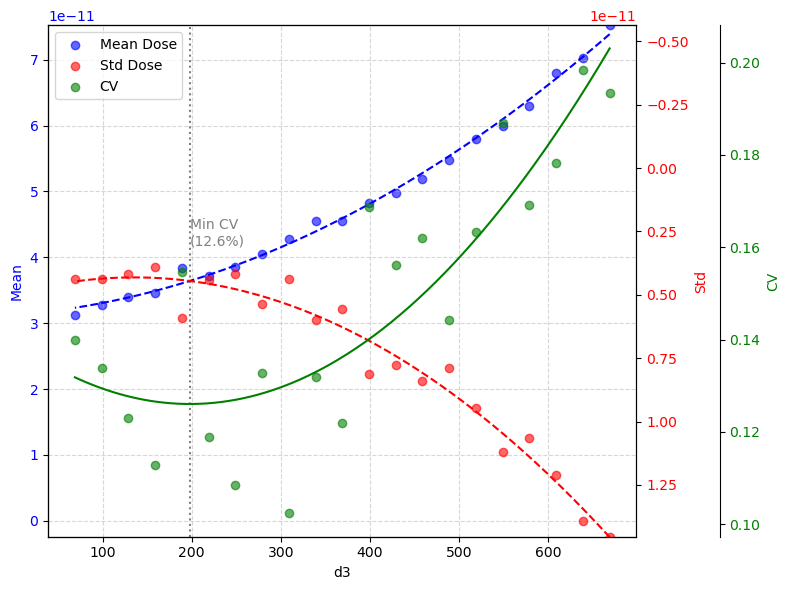 1e−11
1e−11
Mean Dose
Std Dose
CV
Min CV
(12.6%)
7
6
5
4
3
2
1
0
Mean
100
200
300
400
500
600
d3
−0.50
−0.25
0.00
0.25
0.50
0.75
1.00
1.25
Std
0.20
0.18
0.16
0.14
0.12
0.10
CV